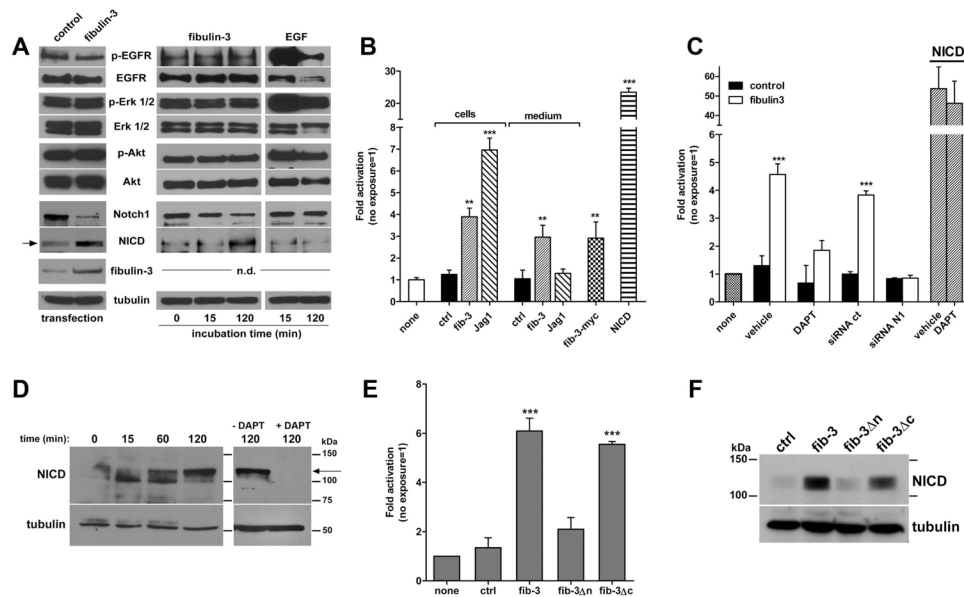 A
control
fibulin-3
fibulin-3
EGF
p-EGFR
EGFR
p-Erk 1/2
Erk 1/2
p-Akt
Akt
Notch1
NICD
fibulin-3
n.d.
tubulin
transfection
0 15 120 15 120
incubation time (min)
B
Fold activation
(no exposure=1)
25
20
15
10
8
7
6
5
4
3
2
1
0
cells
medium
**
***
**
**
***
none
ctrl
fib-3
Jag1
ctrl
fib-3
Jag1
fib-3-myc
NICD
C
NICD
control
fibulin3
Fold activation
(no exposure=1)
60
50
40
6
5
4
3
2
1
0
***
***
none
vehicle
DAPT
siRNA ct
siRNA N1
vehicle
DAPT
D
- DAPT + DAPT
time (min): 0 15 60 120 120 120 kDa
150
NICD
100
75
tubulin
50
E
Fold activation
(no exposure=1)
8
6
4
2
0
***
***
none ctrl fib-3 fib-3Δn fib-3Δc
F
ctrl
fib-3
fib-3Δn
fib-3Δc
kDa
150
100
NICD
tubulin